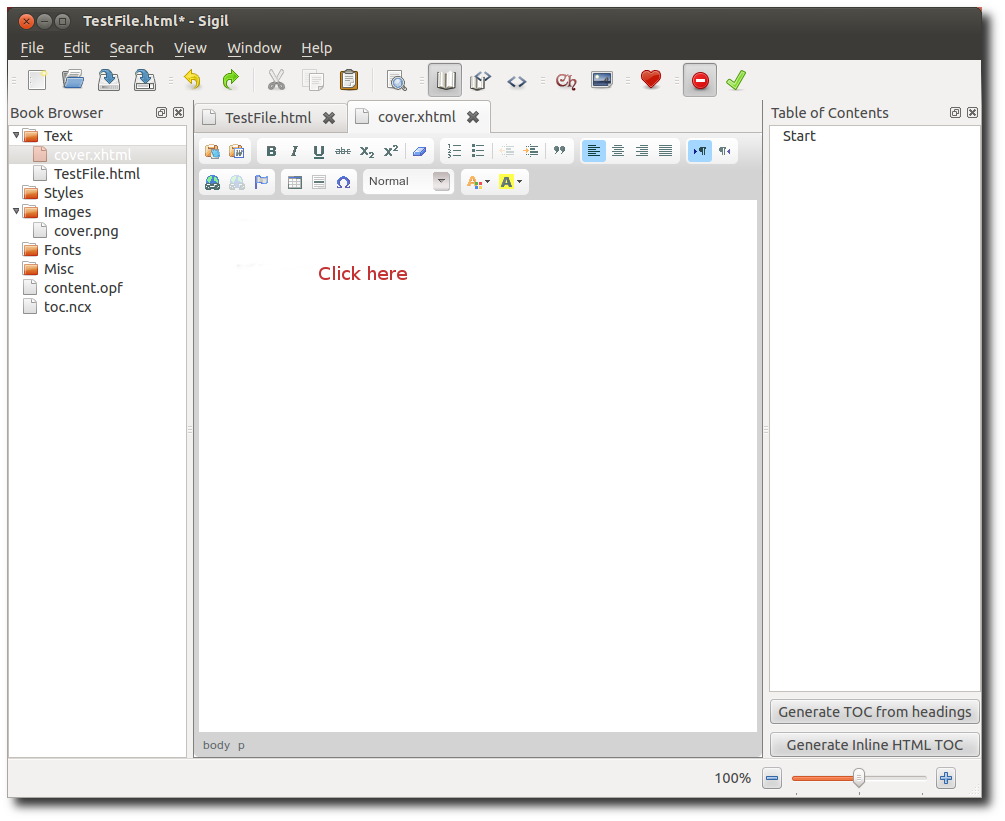 TestFile.html* - Sigil
File Edit Search View Window Help
Book Browser
Text
cover.xhtml
TestFile.html
Styles
Images
cover.png
Fonts
Misc
content.opf
toc.ncx
TestFile.html cover.xhtml
B I U abc X₂ X²
Normal A A
Click here
body p
Table of Contents
Start
Generate TOC from headings
Generate Inline HTML TOC
100%